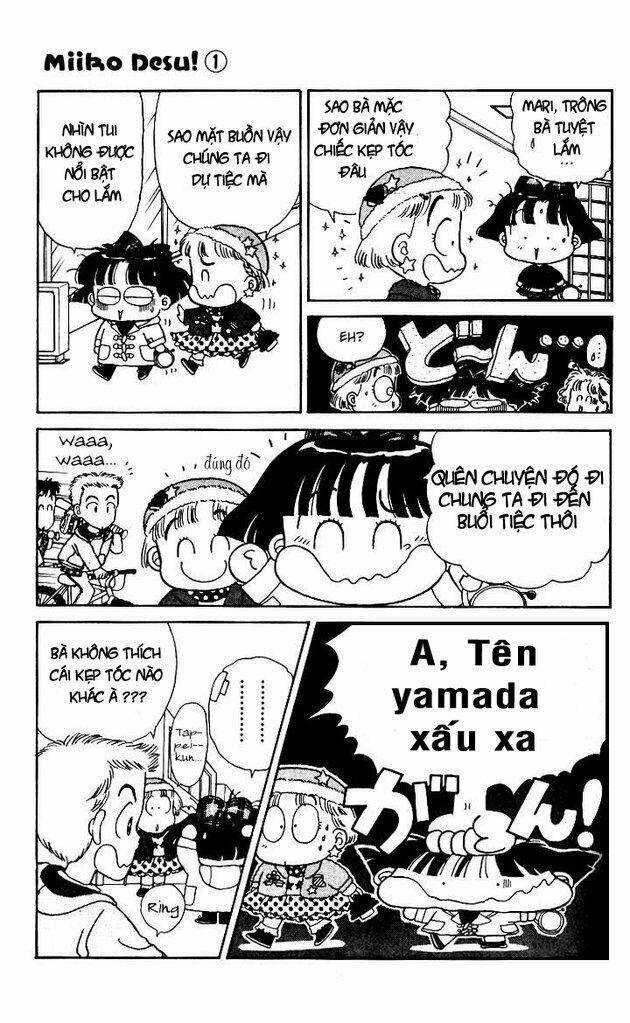 Miiko Desu! ①
MARI, TRÔNG
BÀ TUYỆT
LẮM
...
SAO BÀ MẶC
ĐƠN GIẢN VẬY
CHIẾC KẸP TÓC
ĐÂU
SAO MẶT BUỒN VẬY
CHÚNG TA ĐI
DỰ TIỆC MÀ
NHÌN TUI
KHÔNG ĐƯỢC
NỔI BẬT
CHO LẮM
EH?
ど〜ん…
WAAA,
WAAA...
đúng đó
QUÊN CHUYỆN ĐÓ ĐI
CHUNG TA ĐI ĐẾN
BUỔI TIỆC THÔI
BÀ KHÔNG THÍCH
CÁI KẸP TÓC NÀO
KHÁC À ???
Tap-
pei--
kun...
Ring
A, Tên
yamada
xấu xa
が〜ん!